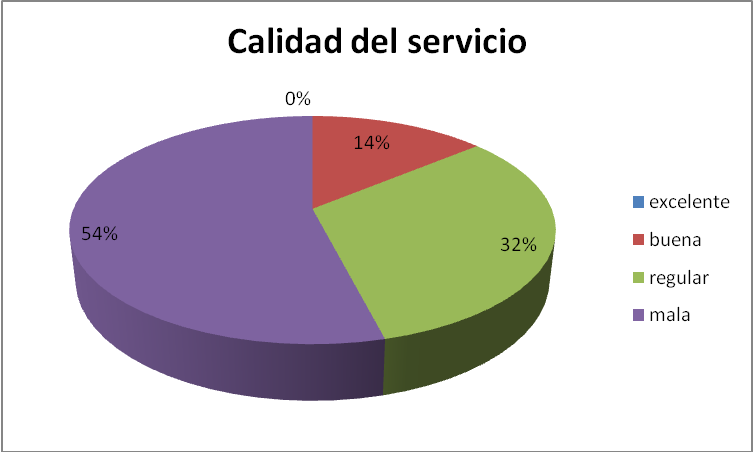 Calidad del servicio
0%
14%
32%
54%
excelente
buena
regular
mala